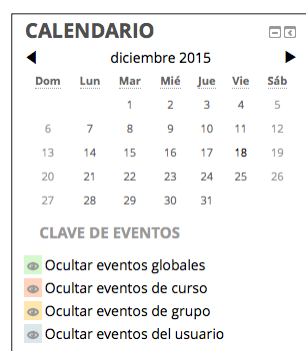 CALENDARIO
diciembre 2015
Dom Lun Mar Mié Jue Vie Sáb
1 2 3 4 5
6 7 8 9 10 11 12
13 14 15 16 17 18 19
20 21 22 23 24 25 26
27 28 29 30 31
CLAVE DE EVENTOS
Ocultar eventos globales
Ocultar eventos de curso
Ocultar eventos de grupo
Ocultar eventos del usuario